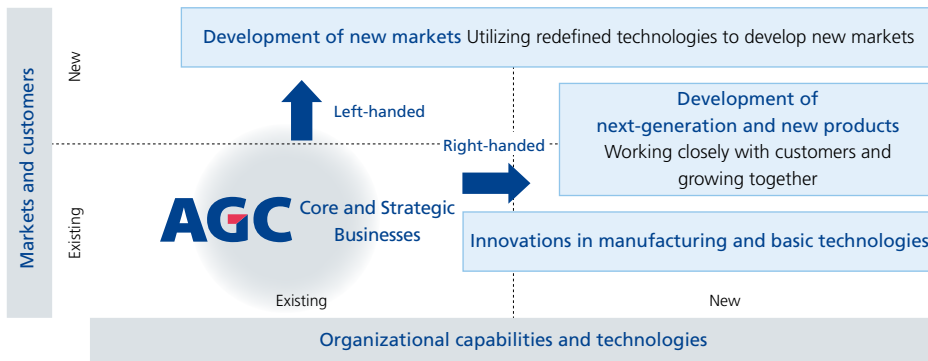 Development of new markets Utilizing redefined technologies to develop new markets
Markets and customers
New
Left-handed
Development of
next-generation and new products
Working closely with customers and
growing together
Right-handed
AGC
Core and Strategic
Businesses
Existing
Innovations in manufacturing and basic technologies
Existing
New
Organizational capabilities and technologies